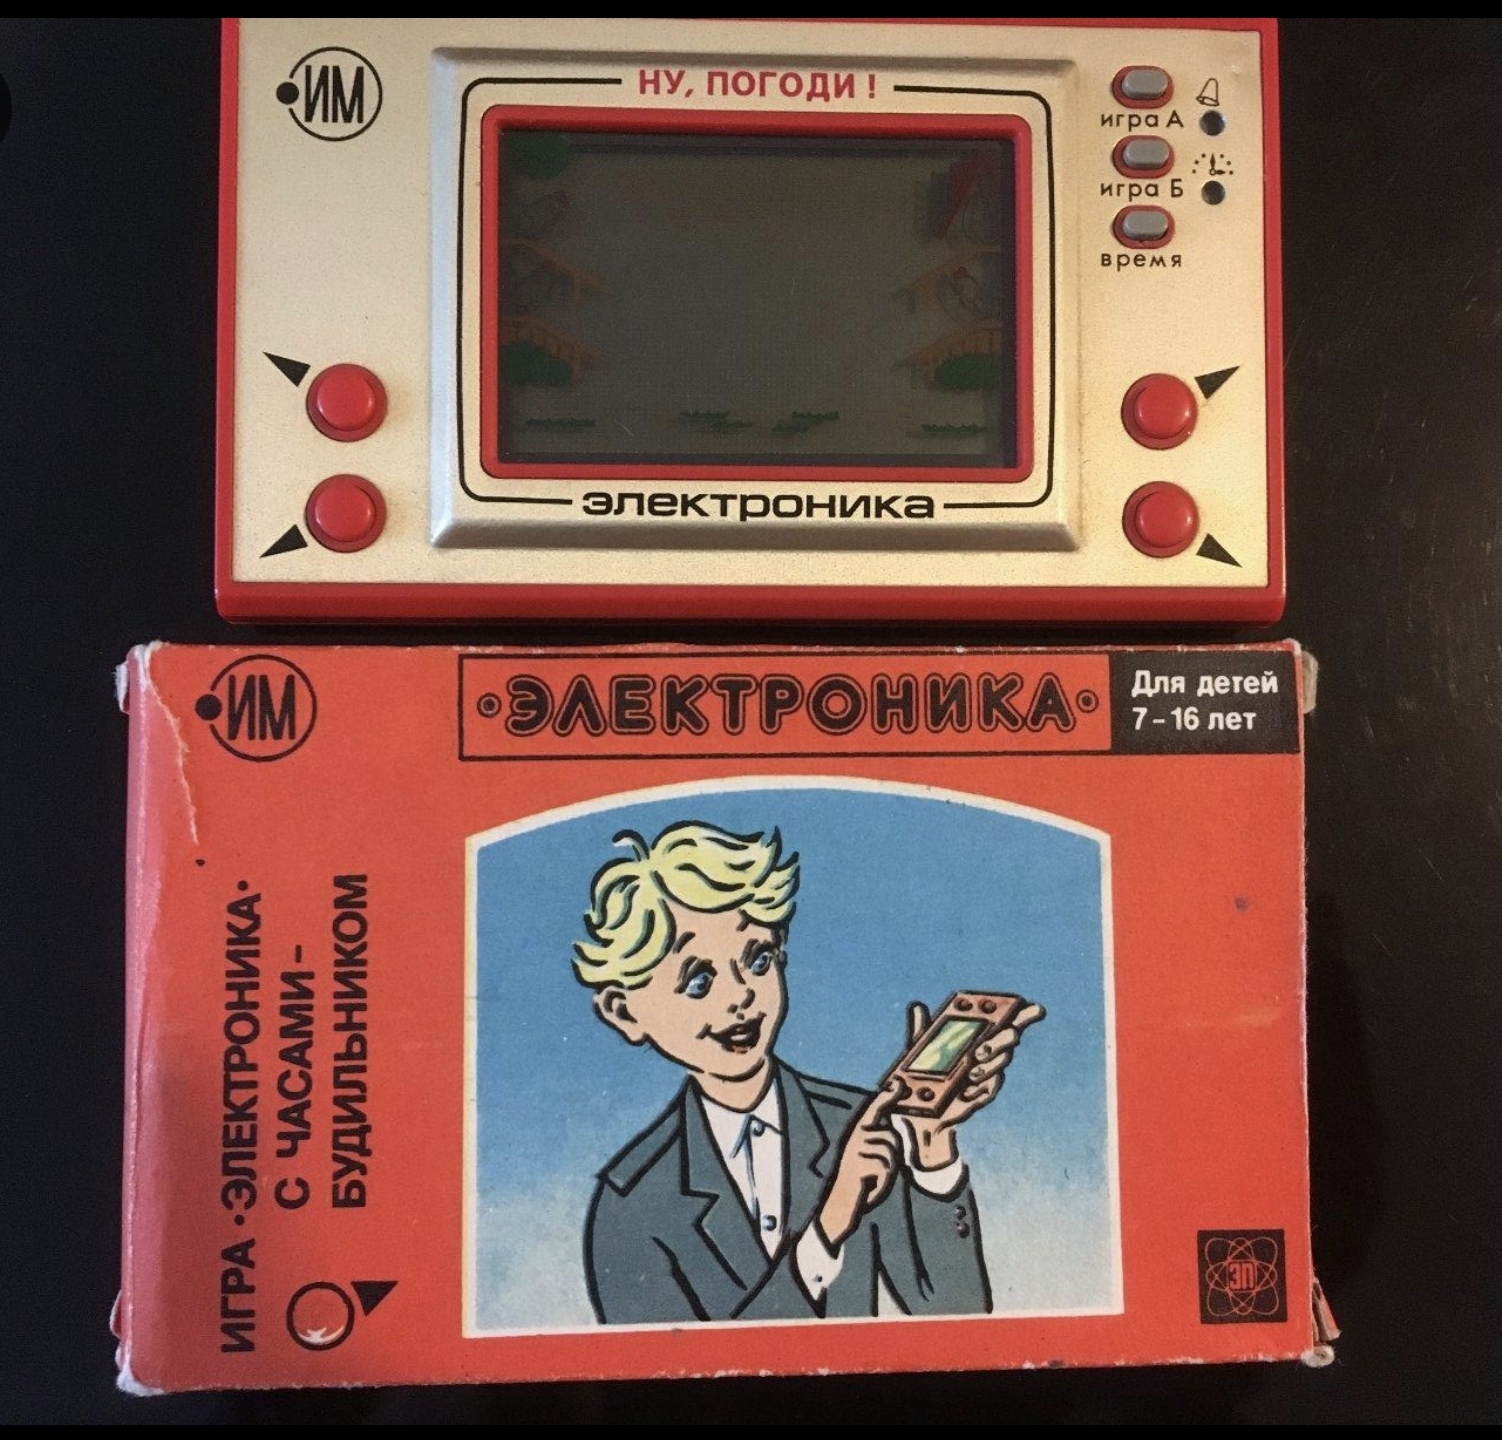 ИМ
НУ, ПОГОДИ !
игра А
игра Б
время
электроника
ИМ
·ЭЛЕКТРОНИКА·
Для детей
7-16 лет
ИГРА ·ЭЛЕКТРОНИКА·
С ЧАСАМИ-
БУДИЛЬНИКОМ
ЭП